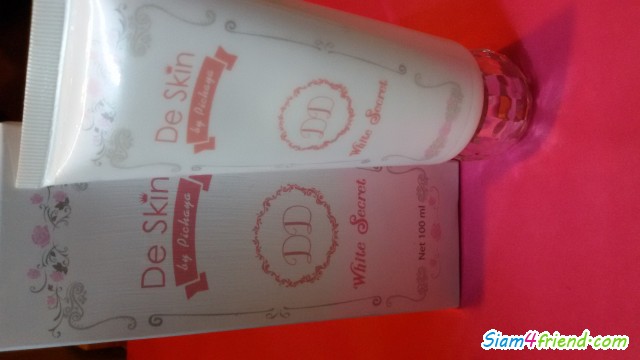 De Skin
by Pichaya
DD
White Secret
De Skin
by Pichaya
DD
White Secret
Net 100 ml
Siam4friend.com